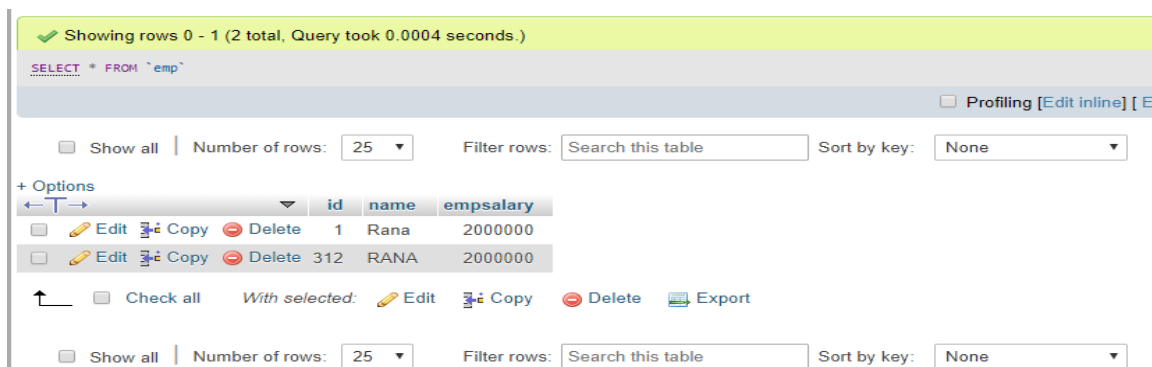 Showing rows 0 - 1 (2 total, Query took 0.0004 seconds.)
SELECT * FROM `emp`
Profiling [Edit inline] [ E
Show all | Number of rows: 25 Filter rows: Search this table Sort by key: None
+ Options
←T→ id name empsalary
Edit Copy Delete 1 Rana 2000000
Edit Copy Delete 312 RANA 2000000
Check all With selected: Edit Copy Delete Export
Show all | Number of rows: 25 Filter rows: Search this table Sort by key: None